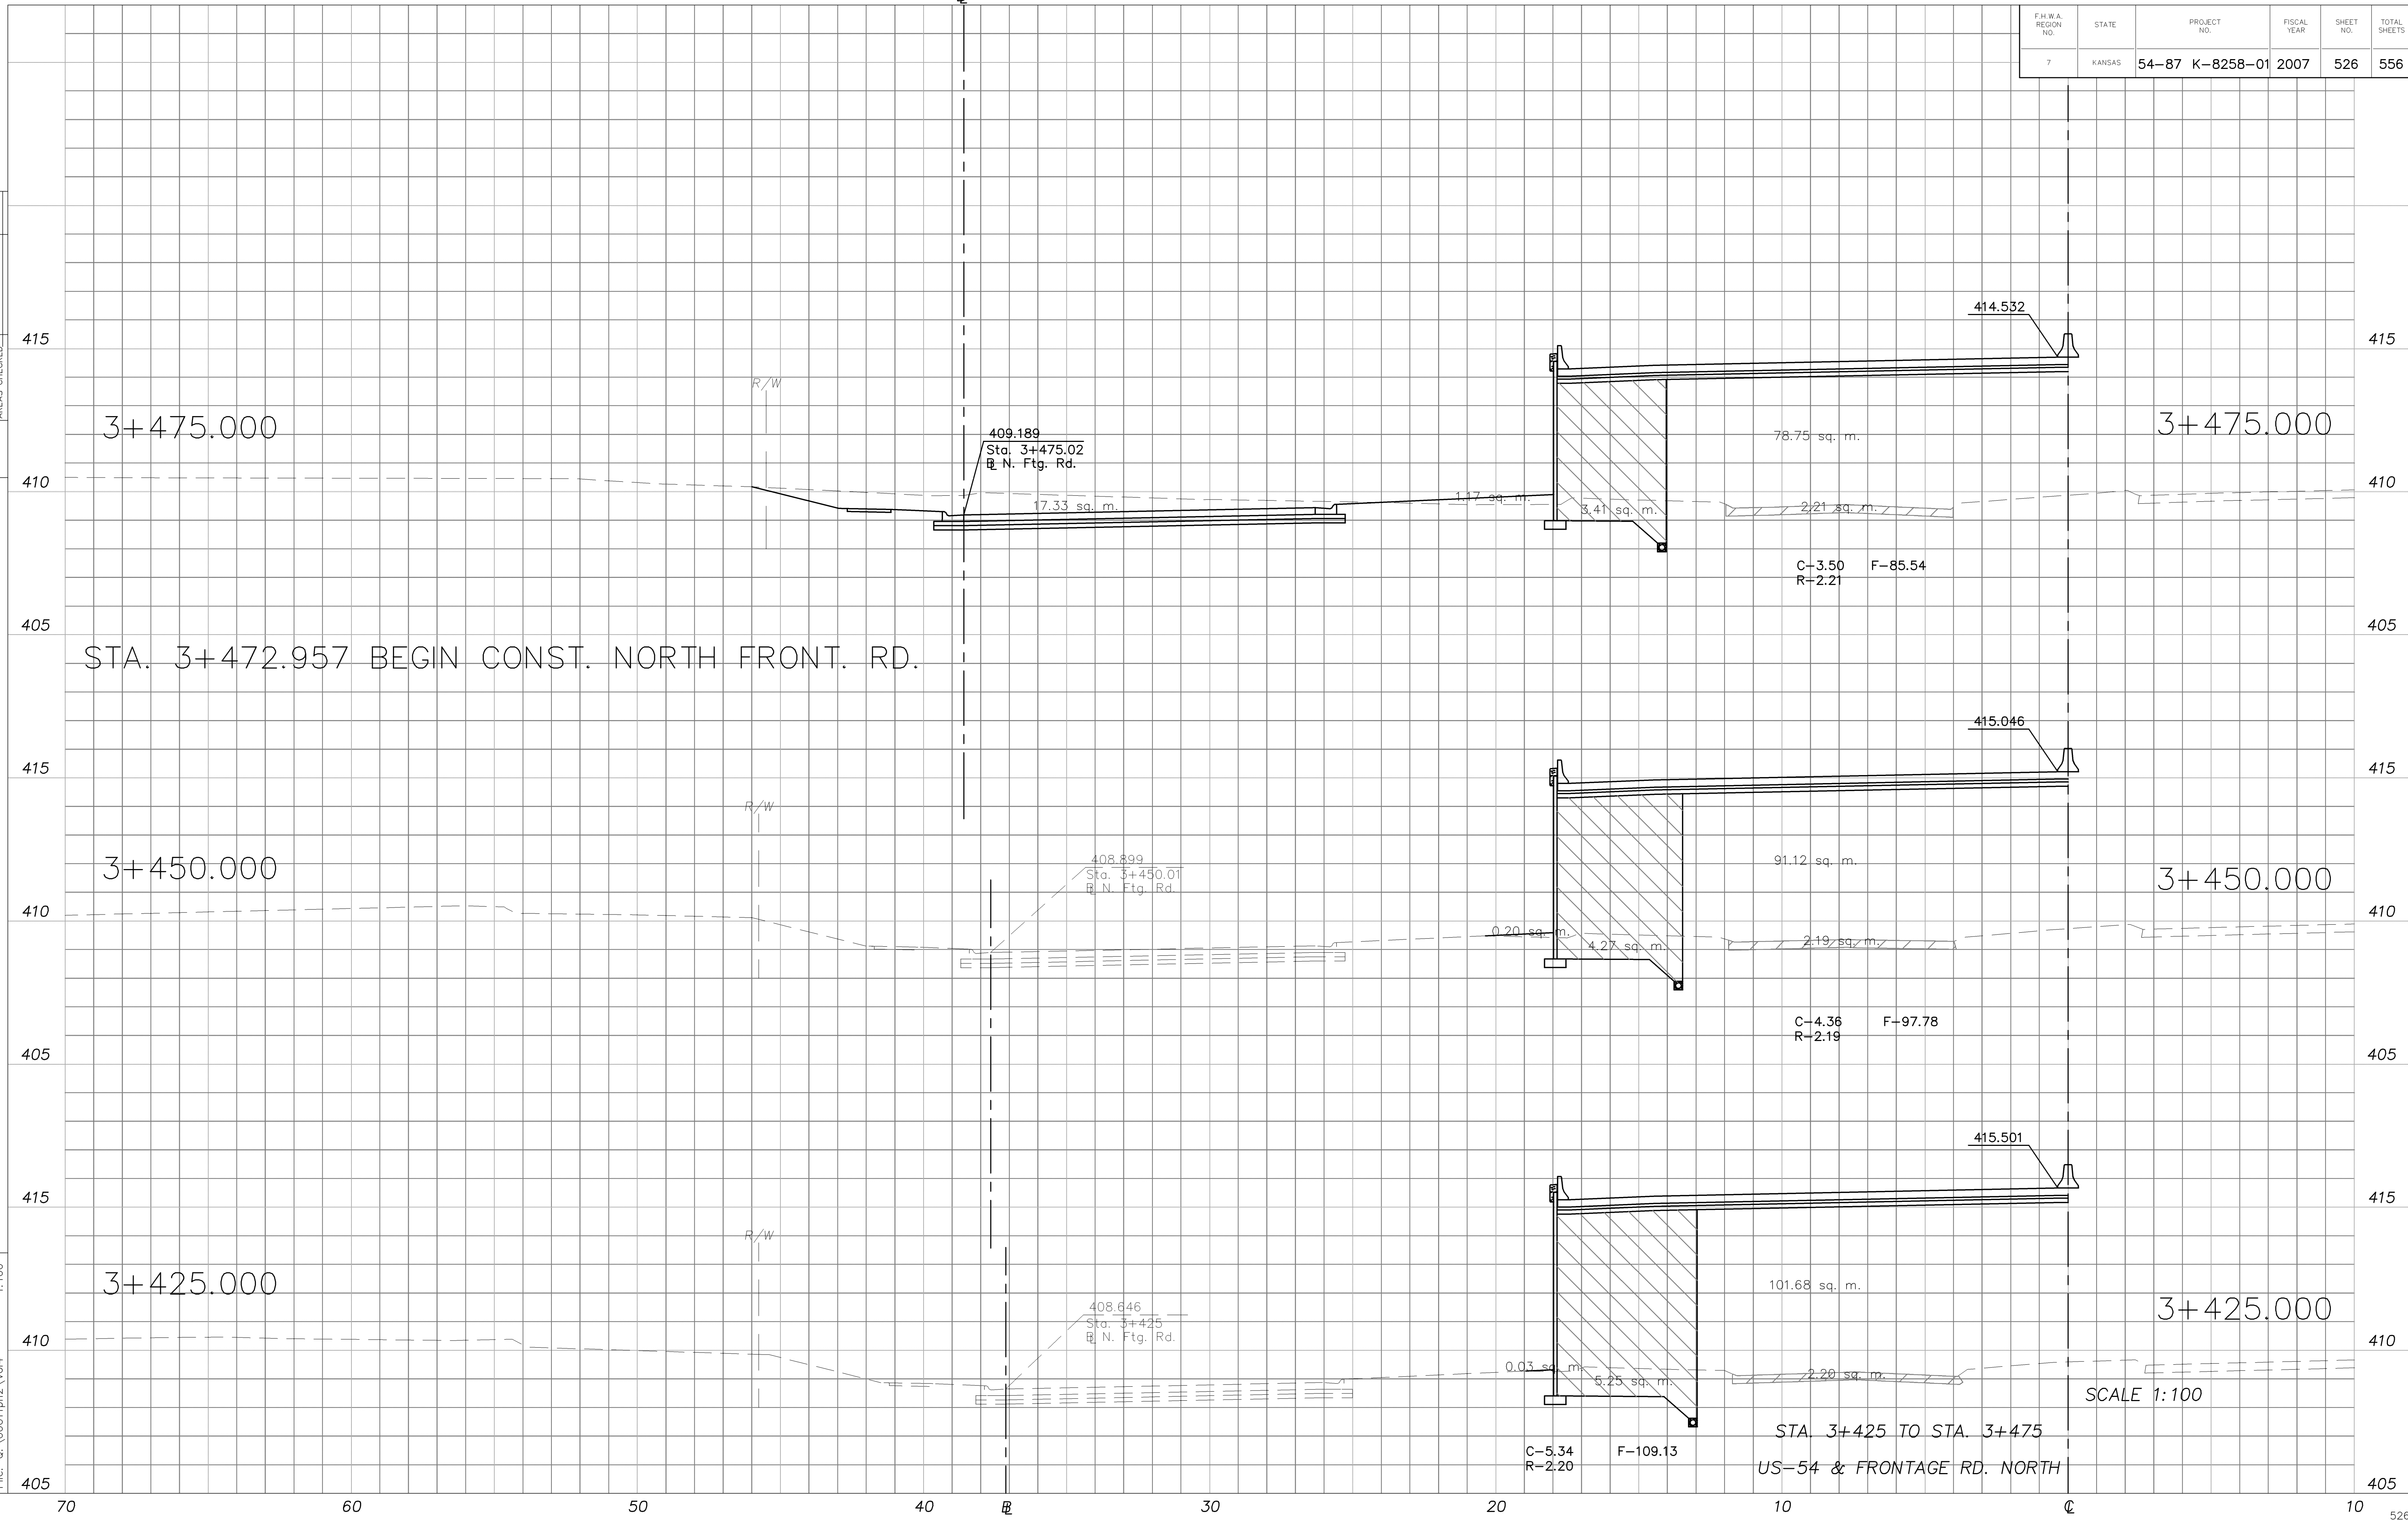 F.H.W.A. REGION NO.
STATE
PROJECT NO.
FISCAL YEAR
SHEET NO.
TOTAL SHEETS
7
KANSAS
54-87 K-8258-01
2007
526
556
414.532
415
415
R/W
3+475.000
409.189
Sta. 3+475.02
BL N. Ftg. Rd.
78.75 sq. m.
3+475.000
410
410
17.33 sq. m.
1.17 sq. m.
3.41 sq. m.
2.21 sq. m.
C-3.50 F-85.54
R-2.21
405
405
STA. 3+472.957 BEGIN CONST. NORTH FRONT. RD.
415.046
415
415
R/W
3+450.000
408.899
Sta. 3+450.01
BL N. Ftg. Rd.
91.12 sq. m.
3+450.000
410
410
0.20 sq. m.
4.27 sq. m.
2.19 sq. m.
C-4.36 F-97.78
R-2.19
405
405
415.501
415
415
R/W
3+425.000
408.646
Sta. 3+425
BL N. Ftg. Rd.
101.68 sq. m.
3+425.000
410
410
0.03 sq. m.
5.25 sq. m.
2.20 sq. m.
SCALE 1:100
STA. 3+425 TO STA. 3+475
C-5.34 F-109.13
R-2.20
US-54 & FRONTAGE RD. NORTH
405
405
70 60 50 40 BL 30 20 10 CL 10
526